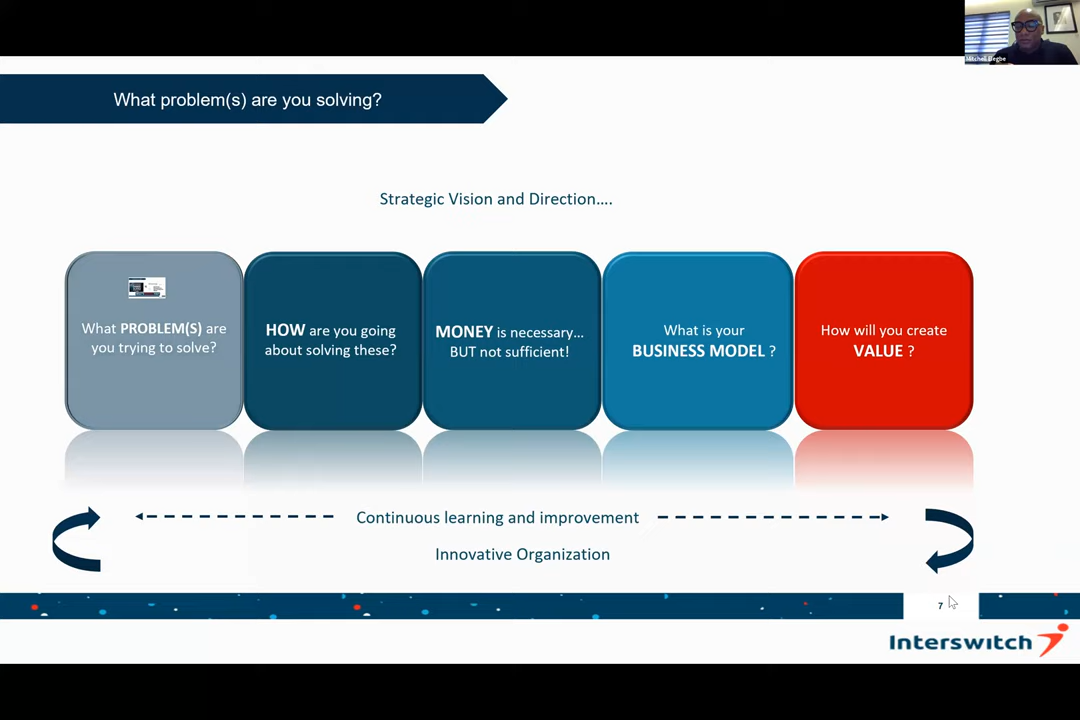 Mitchell Elegbe
What problem(s) are you solving?
Strategic Vision and Direction....
What PROBLEM(S) are
you trying to solve?
HOW are you going
about solving these?
MONEY is necessary...
BUT not sufficient!
What is your
BUSINESS MODEL ?
How will you create
VALUE ?
Continuous learning and improvement
Innovative Organization
7
Interswitch